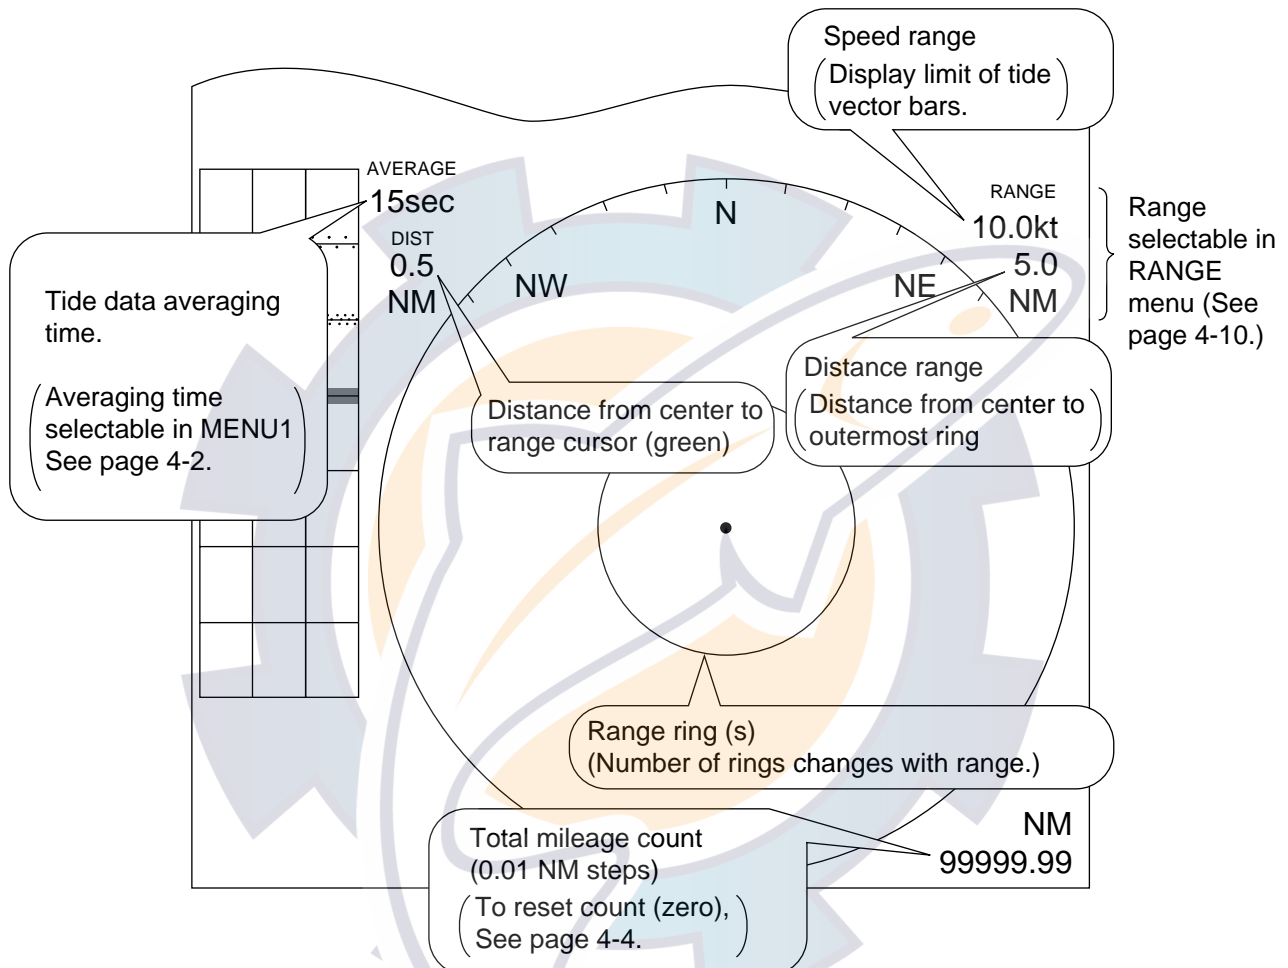 Speed range
(Display limit of tide
vector bars.)
AVERAGE
15sec
DIST
0.5
NM
N
NW
NE
RANGE
10.0kt
5.0
NM
Range
selectable in
RANGE
menu (See
page 4-10.)
Tide data averaging
time.
(Averaging time
selectable in MENU1
See page 4-2.)
Distance from center to
range cursor (green)
Distance range
(Distance from center to
outermost ring)
Range ring (s)
(Number of rings changes with range.)
Total mileage count
(0.01 NM steps)
(To reset count (zero),
See page 4-4.)
NM
99999.99